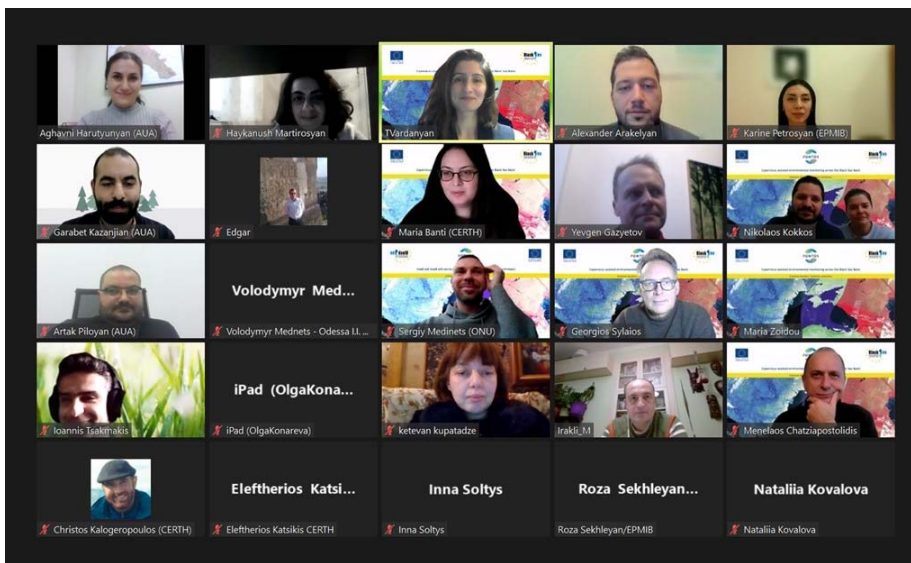 Aghavni Harutyunyan (AUA)
Haykanush Martirosyan
TVardanyan
Alexander Arakelyan
Karine Petrosyan (EPMIB)
Garabet Kazanjian (AUA)
Edgar
Maria Banti (CERTH)
Yevgen Gazyetov
Nikolaos Kokkos
Artak Piloyan (AUA)
Volodymyr Med...
Volodymyr Mednets - Odessa I.I. ...
Sergiy Medinets (ONU)
Georgios Sylaios
Maria Zoidou
Ioannis Tsakmakis
iPad (OlgaKona...
iPad (OlgaKonareva)
ketevan kupatadze
Irakli_M
Menelaos Chatziapostolidis
Christos Kalogeropoulos (CERTH)
Eleftherios Katsi...
Eleftherios Katsikis CERTH
Inna Soltys
Inna Soltys
Roza Sekhleyan...
Roza Sekhleyan/EPMIB
Nataliia Kovalova
Nataliia Kovalova